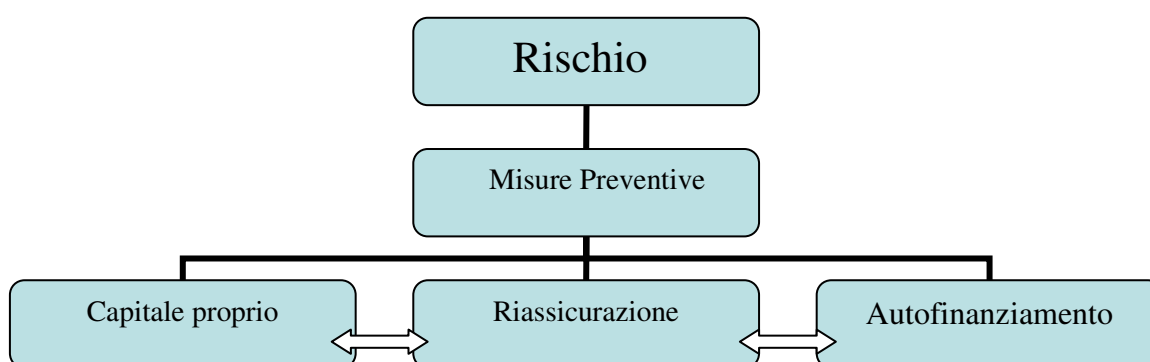 Rischio
Misure Preventive
Capitale proprio
Riassicurazione
Autofinanziamento